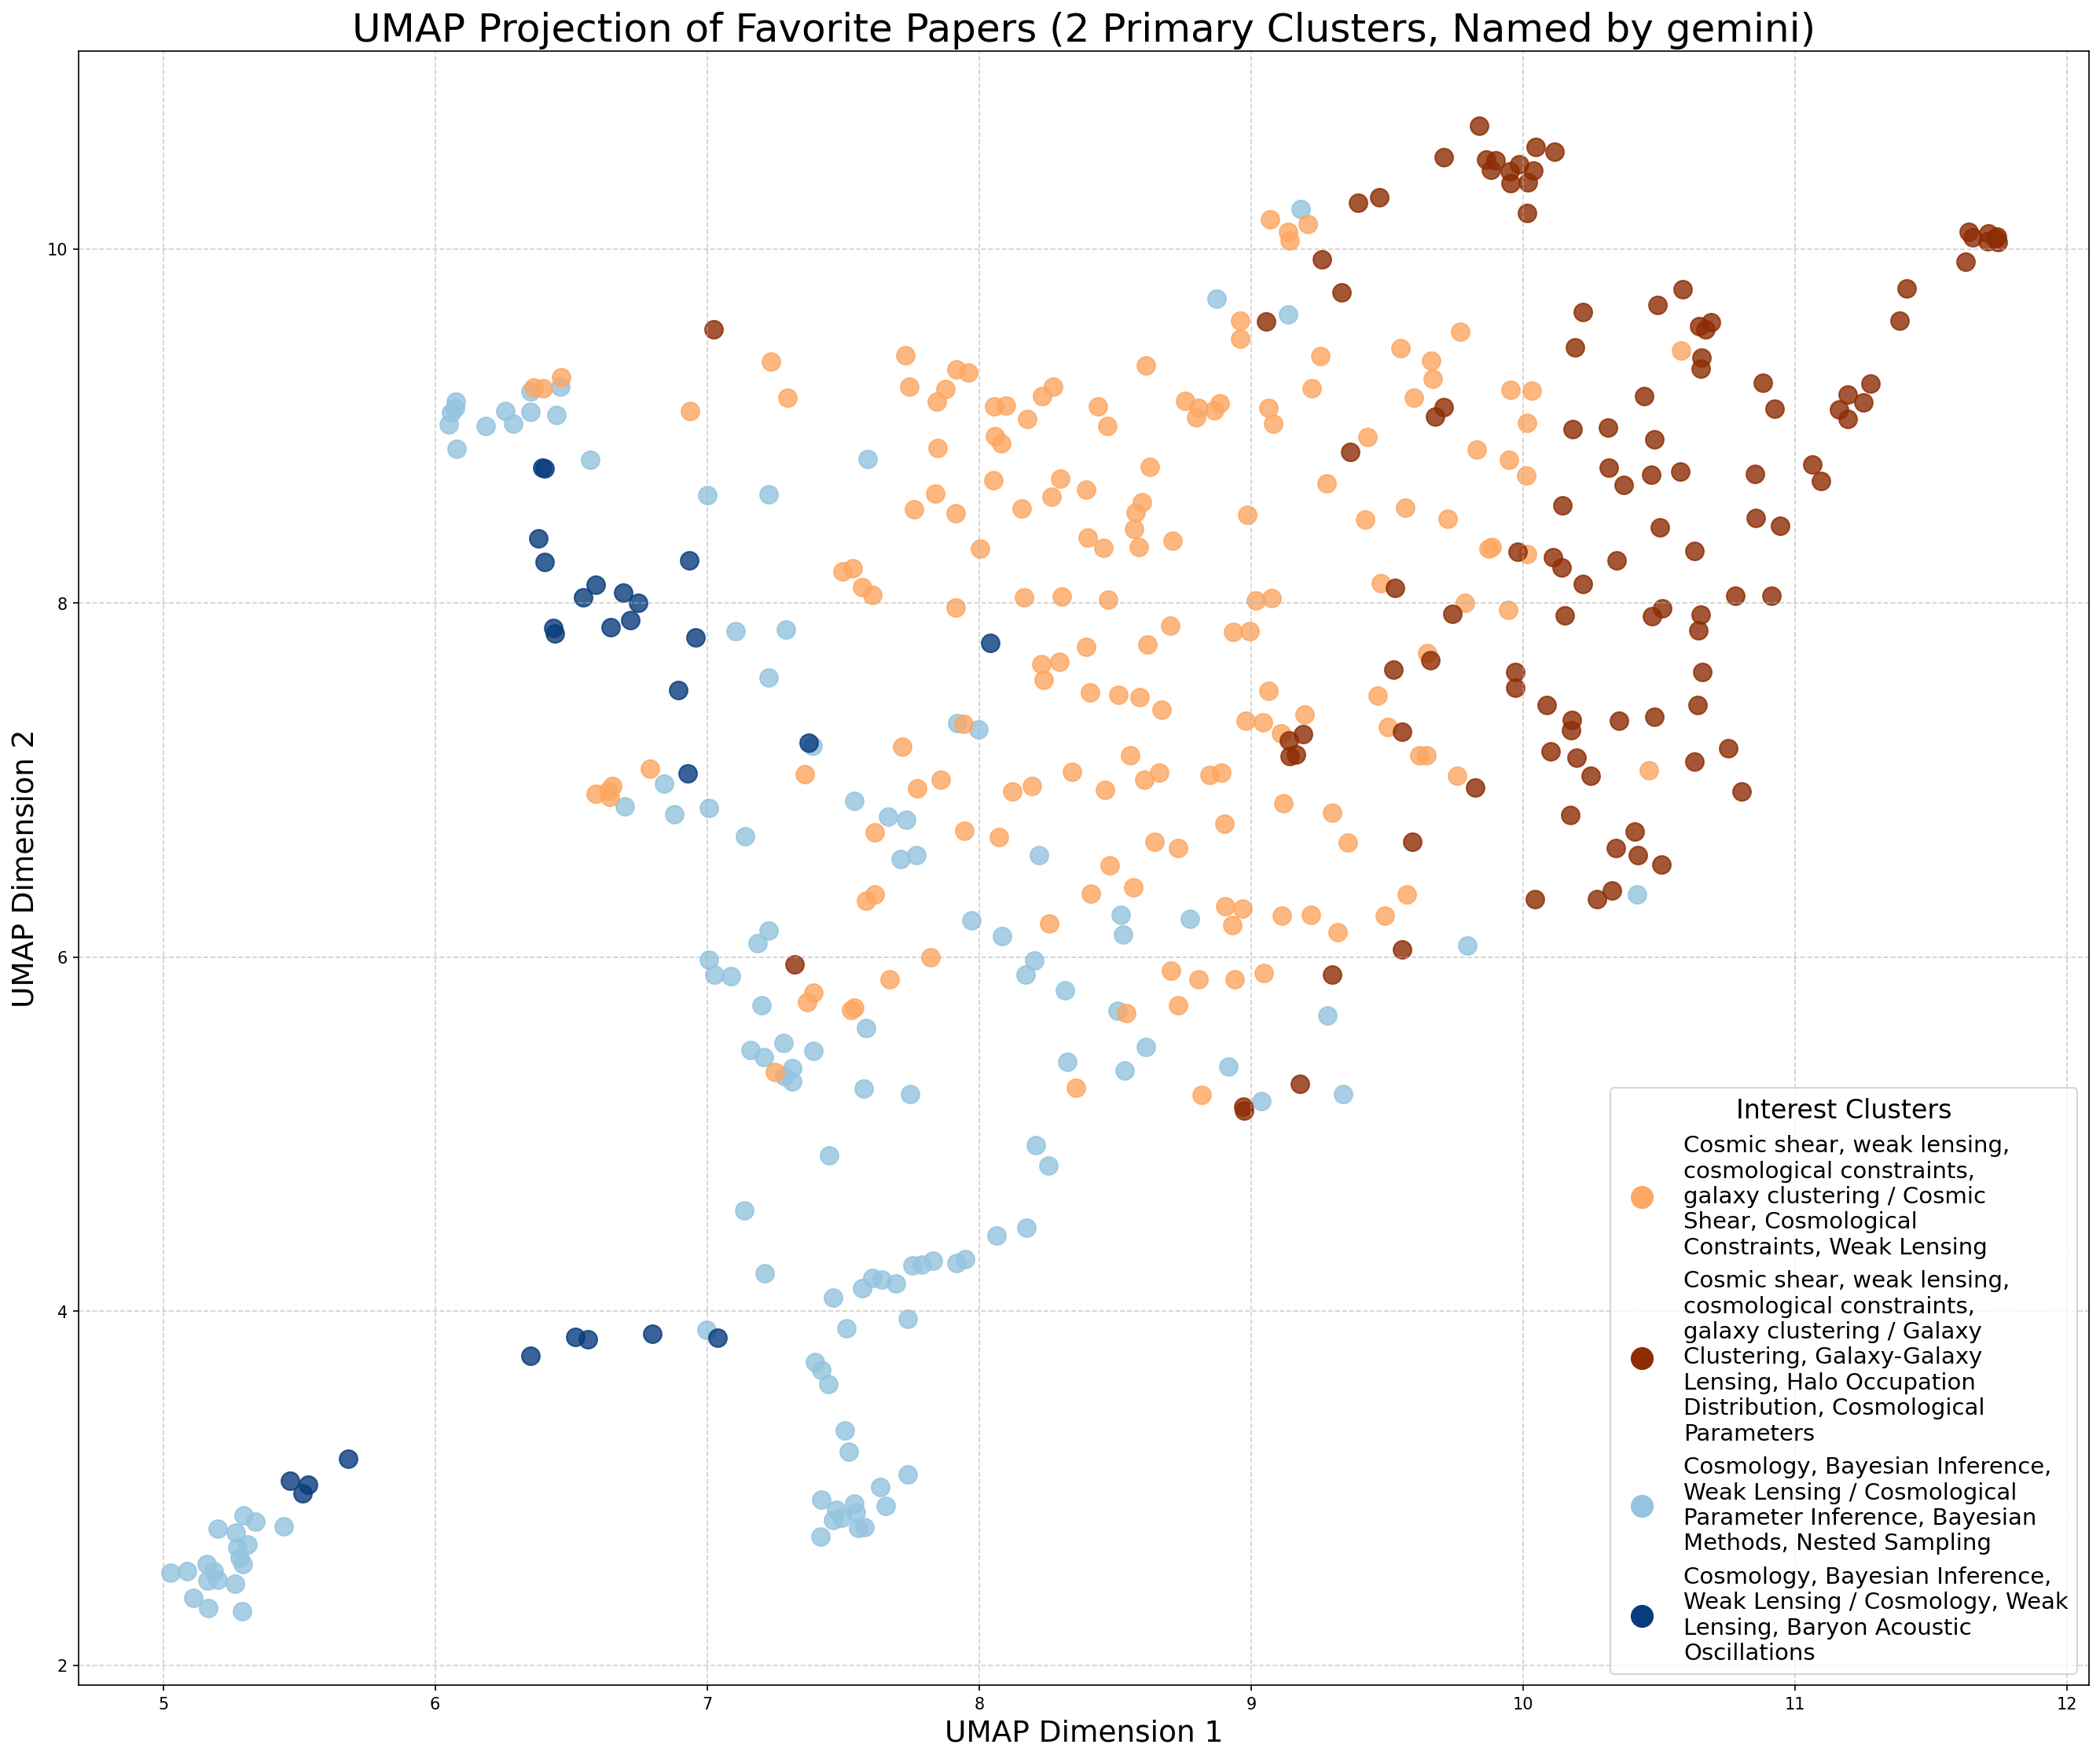 UMAP Projection of Favorite Papers (2 Primary Clusters, Named by gemini)
UMAP Dimension 2
10
8
6
4
2
5 6 7 8 9 10 11 12
UMAP Dimension 1
Interest Clusters
Cosmic shear, weak lensing,
cosmological constraints,
galaxy clustering / Cosmic
Shear, Cosmological
Constraints, Weak Lensing
Cosmic shear, weak lensing,
cosmological constraints,
galaxy clustering / Galaxy
Clustering, Galaxy-Galaxy
Lensing, Halo Occupation
Distribution, Cosmological
Parameters
Cosmology, Bayesian Inference,
Weak Lensing / Cosmological
Parameter Inference, Bayesian
Methods, Nested Sampling
Cosmology, Bayesian Inference,
Weak Lensing / Cosmology, Weak
Lensing, Baryon Acoustic
Oscillations